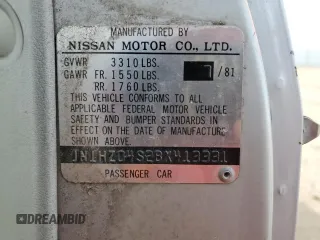 MANUFACTURED BY
NISSAN MOTOR CO., LTD.
GVWR 3310 LBS.
GAWR FR. 1550 LBS. 7/81
RR. 1760 LBS.
THIS VEHICLE CONFORMS TO ALL
APPLICABLE FEDERAL MOTOR VEHICLE
SAFETY AND BUMPER STANDARDS IN
EFFECT ON THE DATE OF MANUFACTURE
SHOWN ABOVE.
JN1HZ04S2BX413331
PASSENGER CAR
DREAMBID